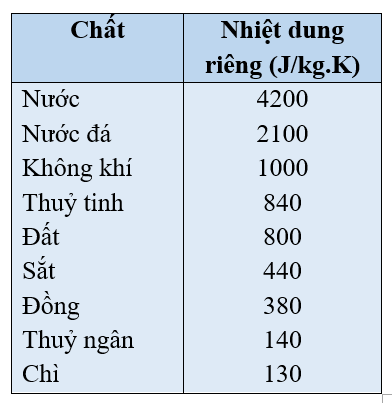 Chất Nhiệt dung
riêng (J/kg.K)
Nước 4200
Nước đá 2100
Không khí 1000
Thuỷ tinh 840
Đất 800
Sắt 440
Đồng 380
Thuỷ ngân 140
Chì 130